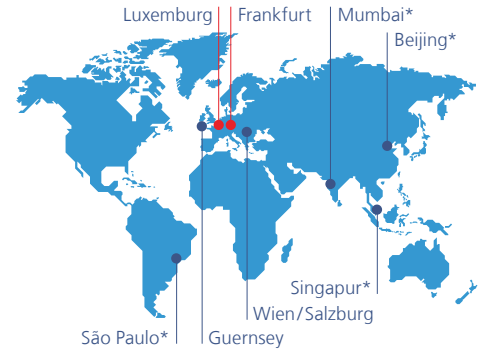 Luxemburg
Frankfurt
Mumbai*
Beijing*
Singapur*
Wien/Salzburg
São Paulo*
Guernsey